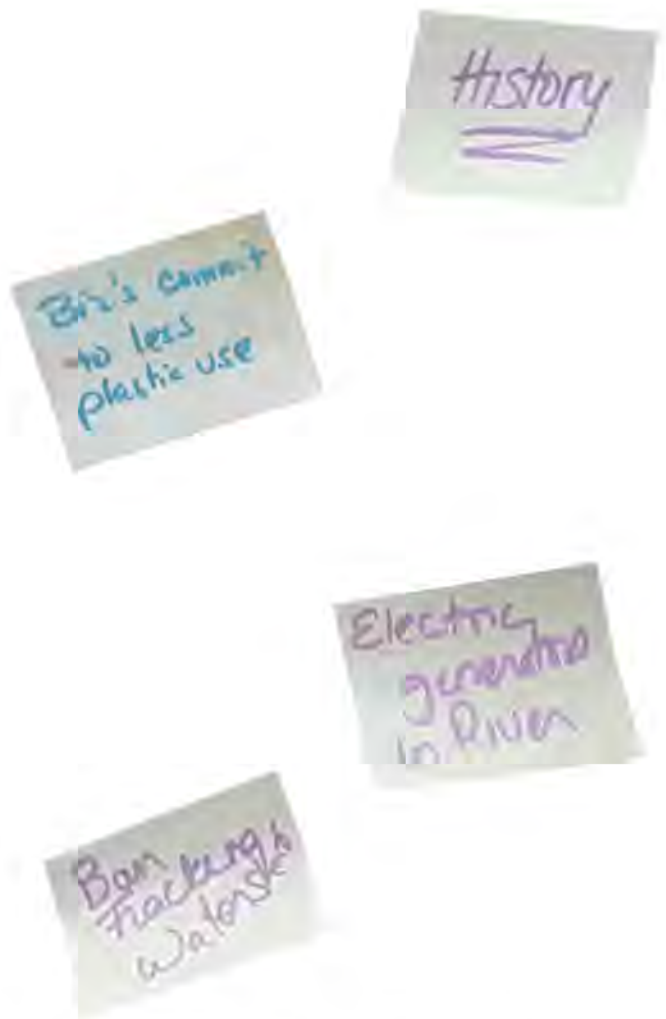 History
Biz's commit
to less
plastic use
Electric
generators
in River
Ban
Fracking &